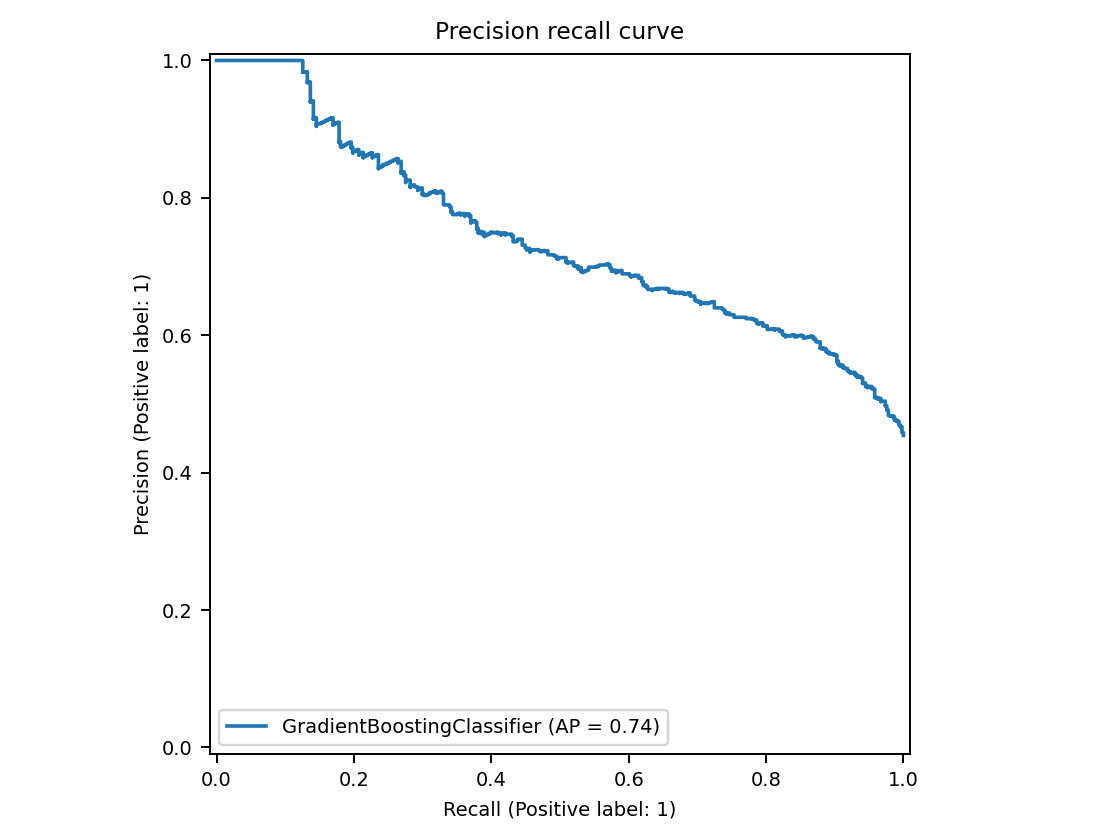 Precision recall curve
1.0
0.8
0.6
0.4
0.2
0.0
Precision (Positive label: 1)
GradientBoostingClassifier (AP = 0.74)
0.0 0.2 0.4 0.6 0.8 1.0
Recall (Positive label: 1)